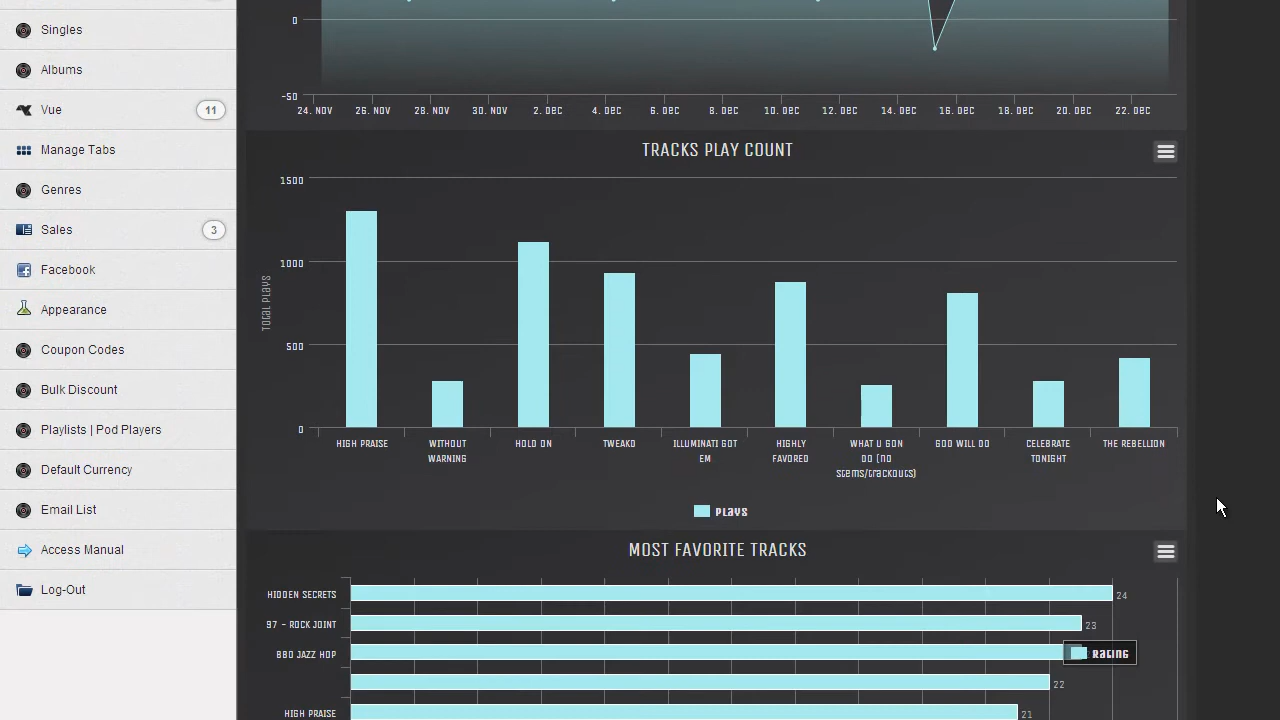 Singles
Albums
Vue
11
Manage Tabs
Genres
Sales
3
Facebook
Appearance
Coupon Codes
Bulk Discount
Playlists | Pod Players
Default Currency
Email List
Access Manual
Log-Out
0
-50
24. NOV
26. NOV
28. NOV
30. NOV
2. DEC
4. DEC
6. DEC
8. DEC
10. DEC
12. DEC
14. DEC
16. DEC
18. DEC
20. DEC
22. DEC
TRACKS PLAY COUNT
TOTAL PLAYS
1500
1000
500
0
HIGH PRAISE
WITHOUT
WARNING
HOLD ON
TWEAKD
ILLUMINATI GOT
EM
HIGHLY
FAVORED
WHAT U GON
DO (no
stems/trackouts)
GOD WILL DO
CELEBRATE
TONIGHT
THE REBELLION
Plays
MOST FAVORITE TRACKS
HIDDEN SECRETS
24
97 - ROCK JOINT
23
BBQ JAZZ HOP
Rating
22
HIGH PRAISE
21